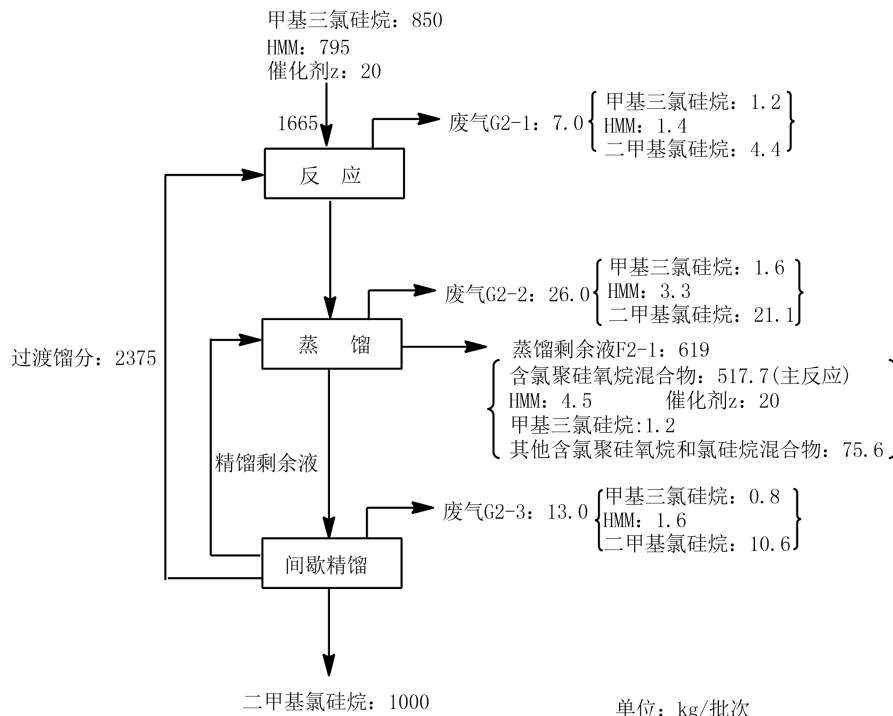 甲基三氯硅烷：850
HMM：795
催化剂z：20
1665
废气G2-1：7.0
甲基三氯硅烷：1.2
HMM：1.4
二甲基氯硅烷：4.4
反 应
废气G2-2：26.0
甲基三氯硅烷：1.6
HMM：3.3
二甲基氯硅烷：21.1
蒸 馏
过渡馏分：2375
蒸馏剩余液F2-1：619
含氯聚硅氧烷混合物：517.7(主反应)
HMM：4.5 催化剂z：20
甲基三氯硅烷:1.2
其他含氯聚硅氧烷和氯硅烷混合物：75.6
精馏剩余液
废气G2-3：13.0
甲基三氯硅烷：0.8
HMM：1.6
二甲基氯硅烷：10.6
间歇精馏
二甲基氯硅烷：1000
单位：kg/批次